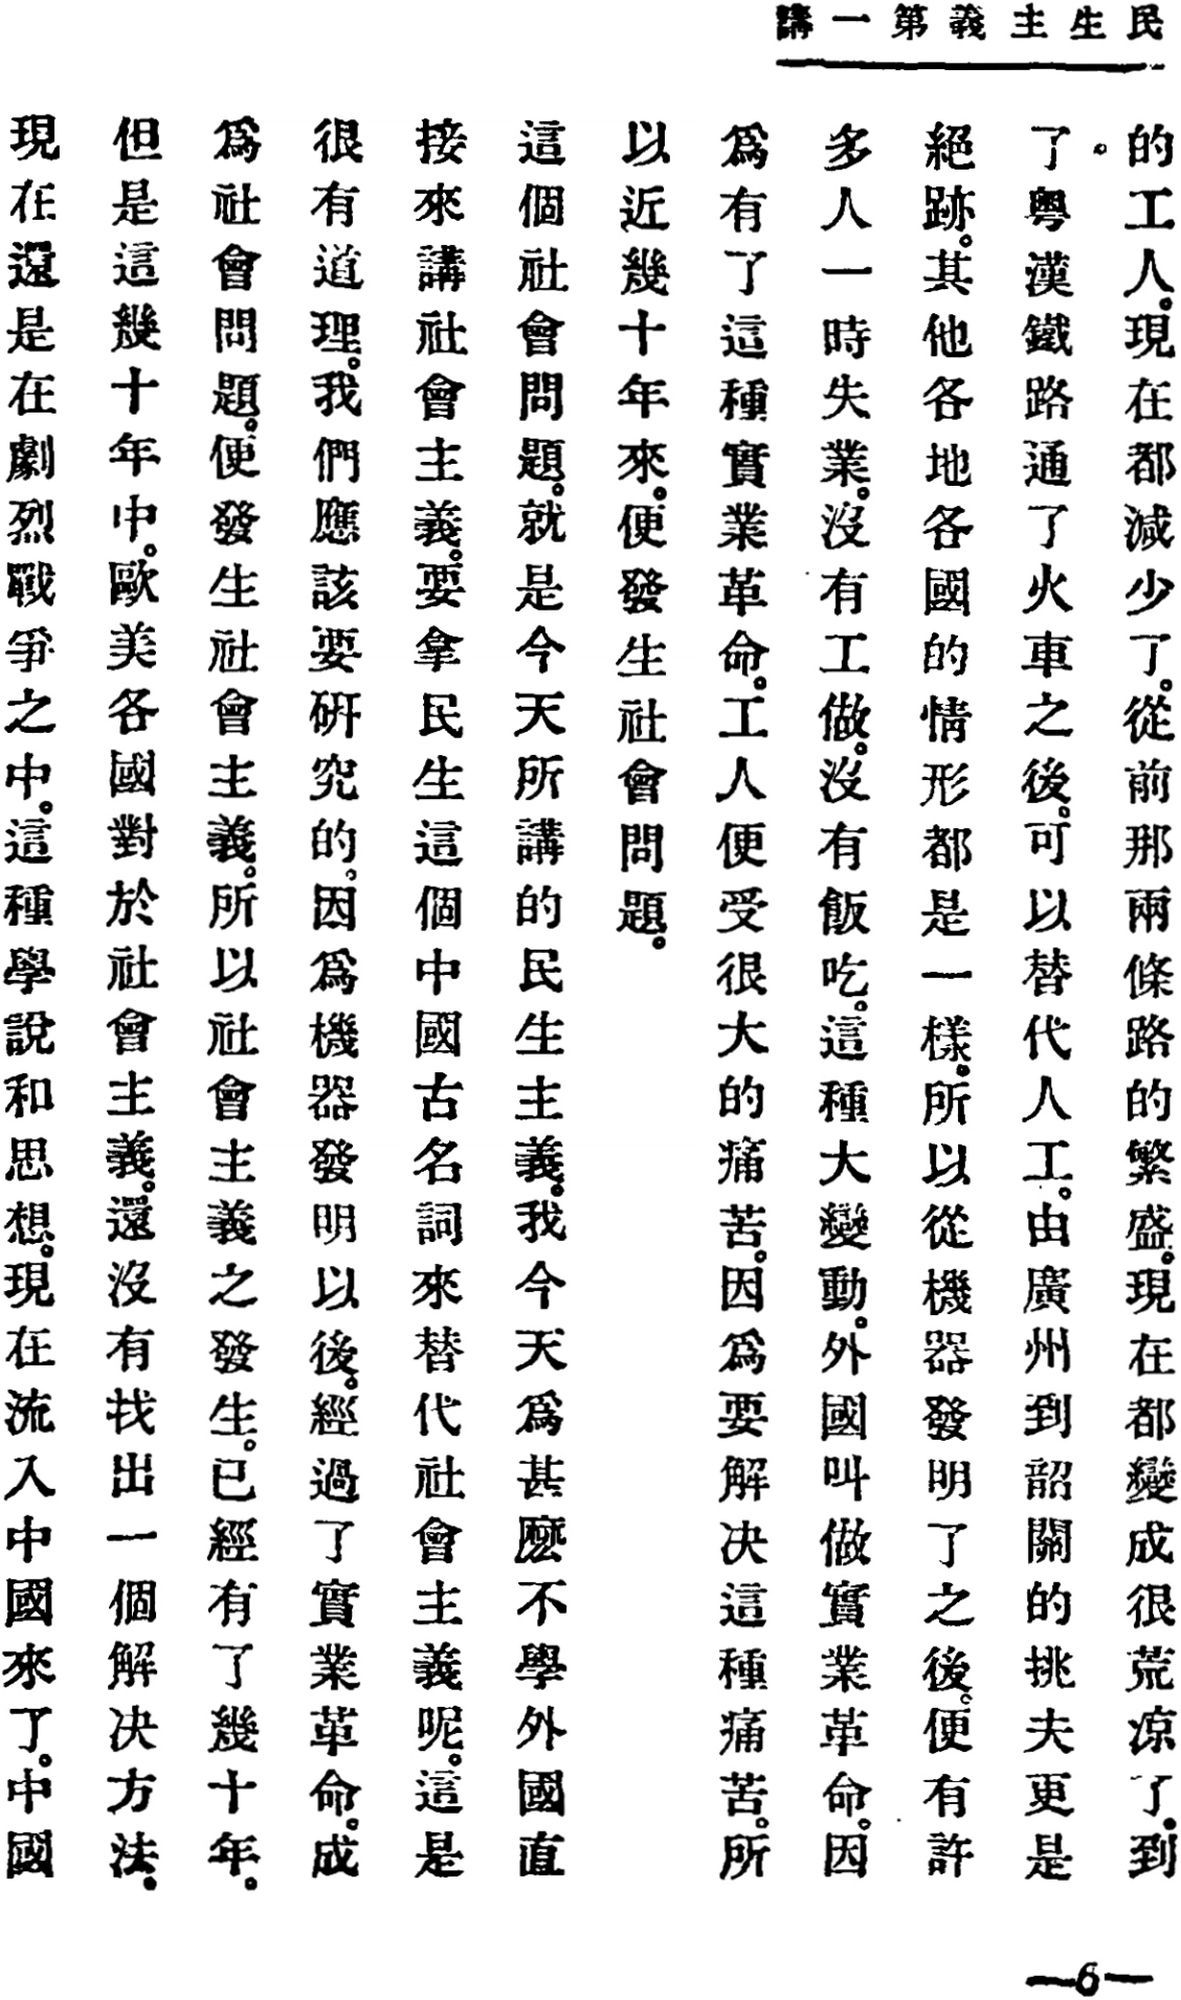 民生主義第一講
的工人。現在都減少了。從前那兩條路的繁盛。現在都變成很荒凉了。到
了。粵漢鐵路通了火車之後。可以替代人工。由廣州到韶關的挑夫更是
絕跡。其他各地各國的情形都是一樣。所以從機器發明了之後。便有許
多人一時失業。沒有工做。沒有飯吃。這種大變動。外國叫做實業革命。因
爲有了這種實業革命。工人便受很大的痛苦。因爲要解决這種痛苦。所
以近幾十年來。便發生社會問題。
這個社會問題。就是今天所講的民生主義。我今天爲甚麽不學外國直
接來講社會主義。要拿民生這個中國古名詞來替代社會主義呢。這是
很有道理。我們應該要研究的。因爲機器發明以後。經過了實業革命。成
爲社會問題。便發生社會主義。所以社會主義之發生。已經有了幾十年。
但是這幾十年中。歐美各國對於社會主義。還沒有找出一個解决方法。
現在還是在劇烈戰爭之中。這種學說和思想。現在流入中國來了。中國
—6—